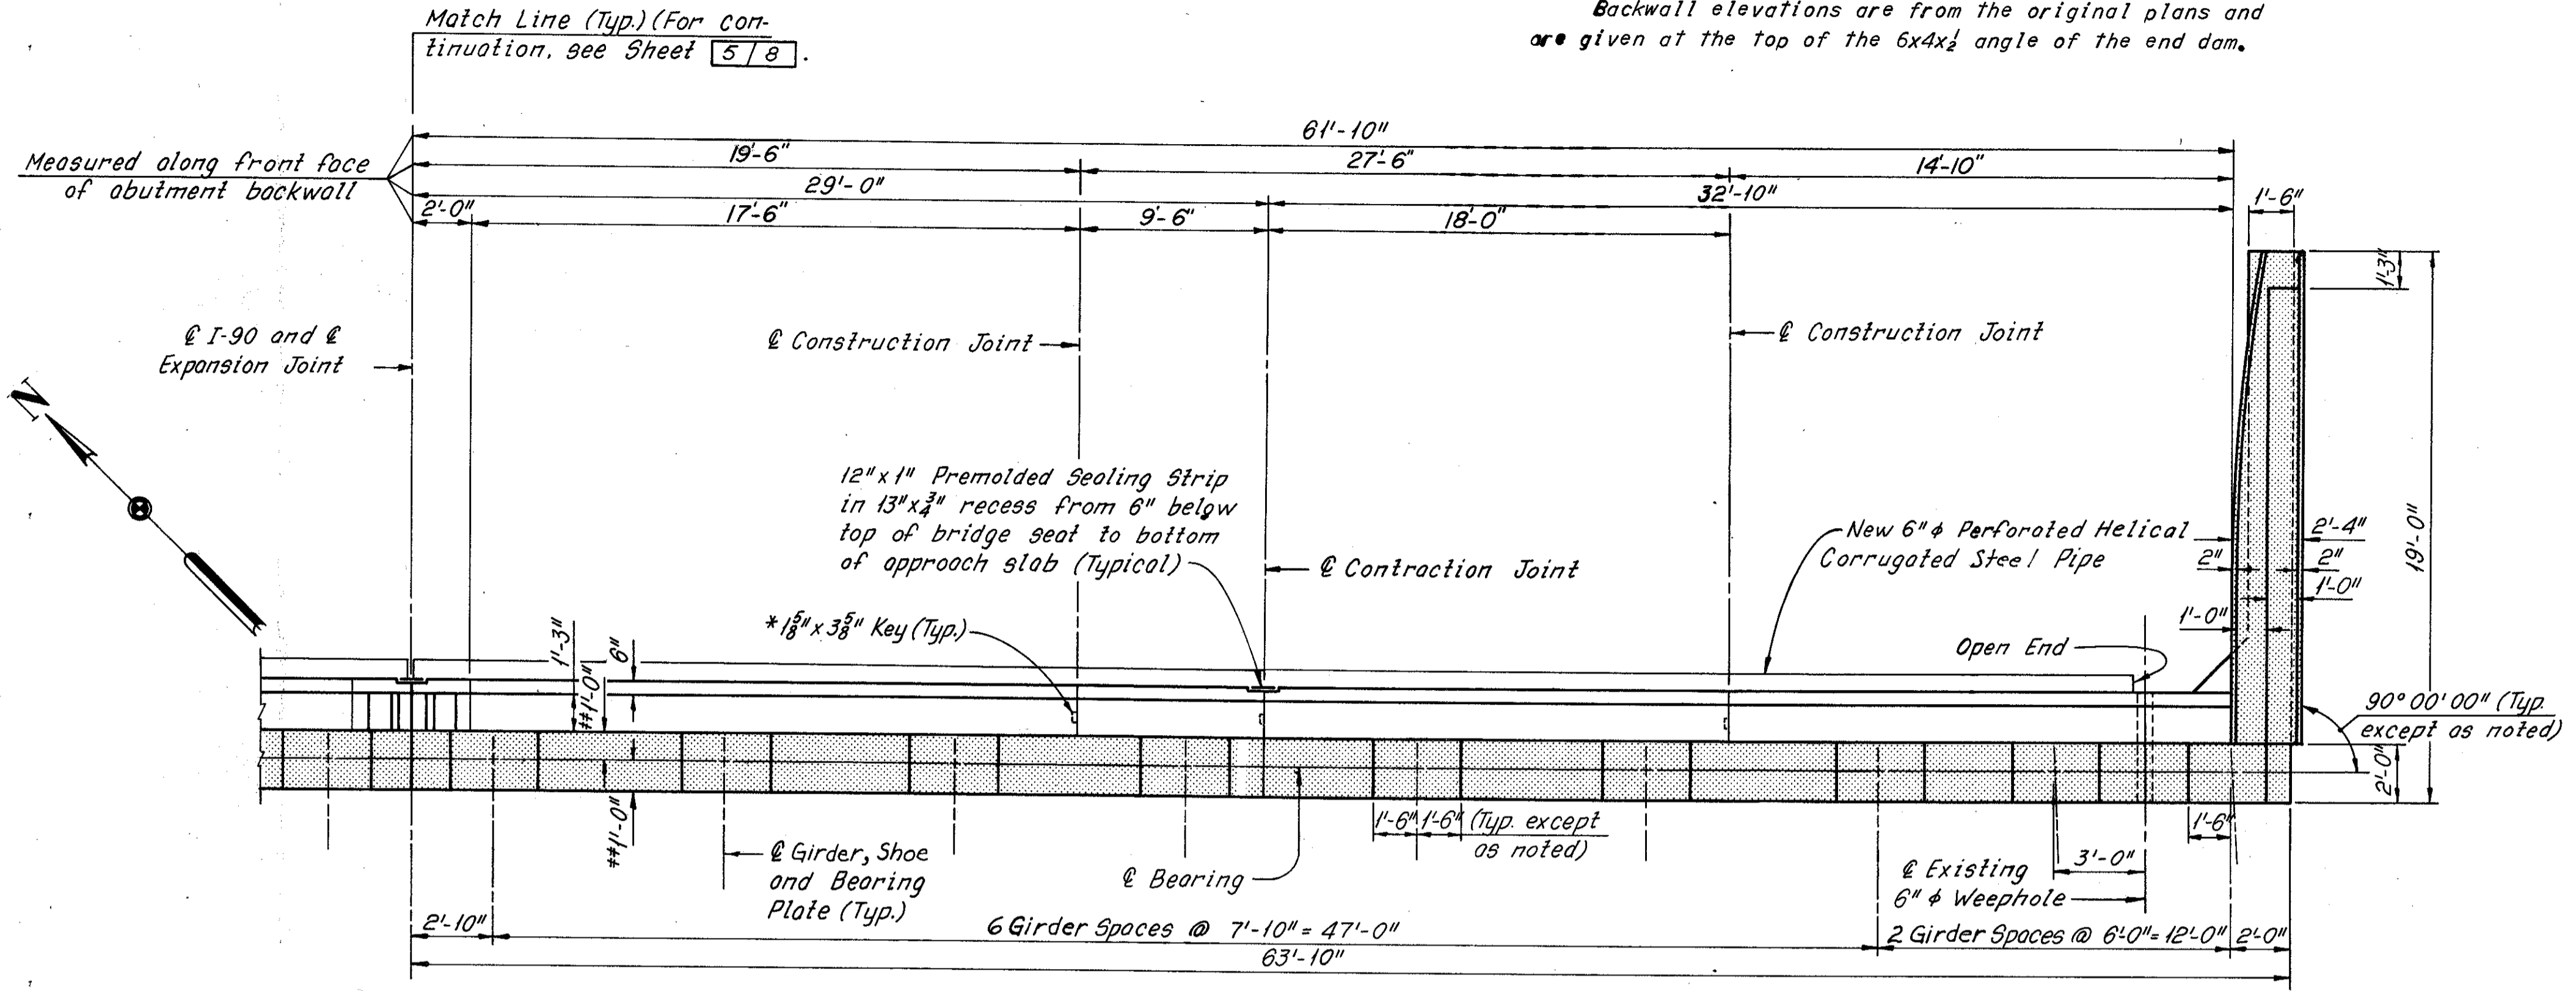 Match Line (Typ.) (For con-
tinuation, see Sheet 5/8.
Backwall elevations are from the original plans and
are given at the top of the 6x4x½ angle of the end dam.
61'-10"
19'-6"
27'-6"
14'-10"
Measured along front face
of abutment backwall
29'-0"
32'-10"
2'-0"
17'-6"
9'-6"
18'-0"
1'-6"
1'-3"
℄ I-90 and ℄
Expansion Joint
℄ Construction Joint
℄ Construction Joint
N
12" x 1" Premolded Sealing Strip
in 13"x¾" recess from 6" below
top of bridge seat to bottom
of approach slab (Typical)
℄ Contraction Joint
New 6" φ Perforated Helical
Corrugated Steel Pipe
2'-4"
2"
2"
1'-0"
1'-0"
19'-0"
*1⅝" x 3⅝" Key (Typ.)
Open End
1'-3"
6"
##1'-0"
90° 00' 00" (Typ.
except as noted)
2'-0"
##1'-0"
1'-6" 1'-6" (Typ. except
as noted)
1'-6"
℄ Girder, Shoe
and Bearing
Plate (Typ.)
℄ Bearing
3'-0"
℄ Existing
6" φ Weephole
2'-10"
6 Girder Spaces @ 7'-10" = 47'-0"
2 Girder Spaces @ 6'-0" = 12'-0"
2'-0"
63'-10"